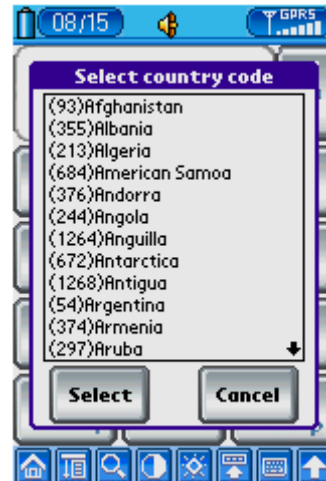 08/15
GPRS
Select country code
(93)Afghanistan
(355)Albania
(213)Algeria
(684)American Samoa
(376)Andorra
(244)Angola
(1264)Anguilla
(672)Antarctica
(1268)Antigua
(54)Argentina
(374)Armenia
(297)Aruba
Select
Cancel